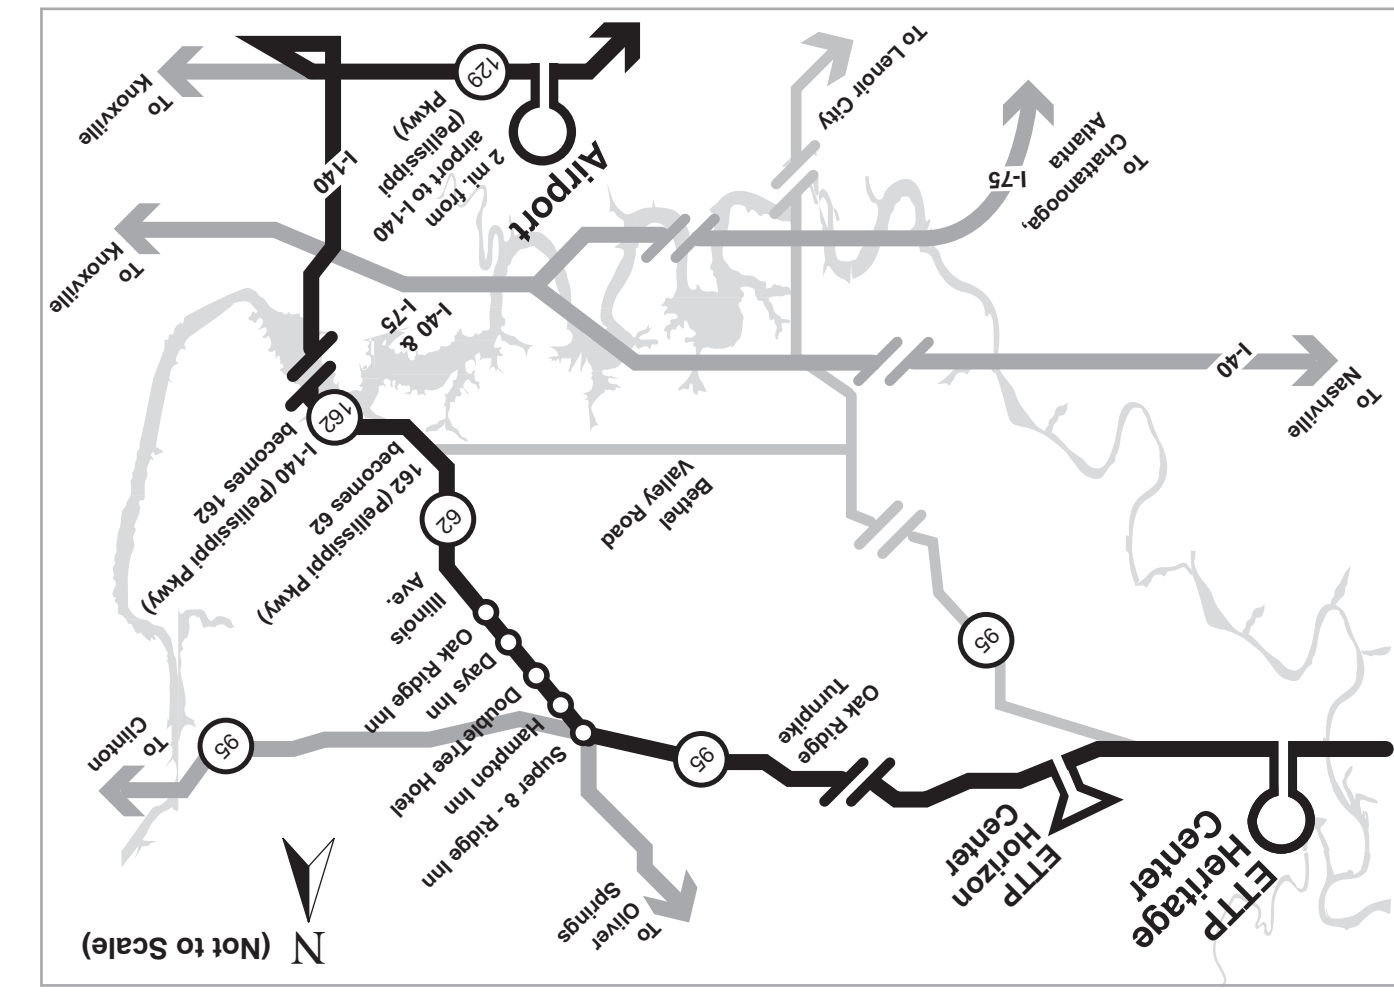 N (Not to Scale)
To
Oliver
Springs
ETTP
Heritage
Center
ETTP
Horizon
Center
To
Clinton
95
Super 8 - Ridge Inn
Hampton Inn
DoubleTree Hotel
Days Inn
Oak Ridge Inn
Illinois
Ave.
95
Oak Ridge
Turnpike
95
62
162 (Pellissippi Pkwy)
becomes 62
I-140 (Pellissippi Pkwy)
becomes 162
162
Bethel
Valley Road
To
Nashville
I-40
I-40 &
I-75
To
Knoxville
I-75
To
Chattanooga,
Atlanta
I-140
2 mi. from
airport to I-140
(Pellissippi
Pkwy)
Airport
129
To
Knoxville
To Lenoir City